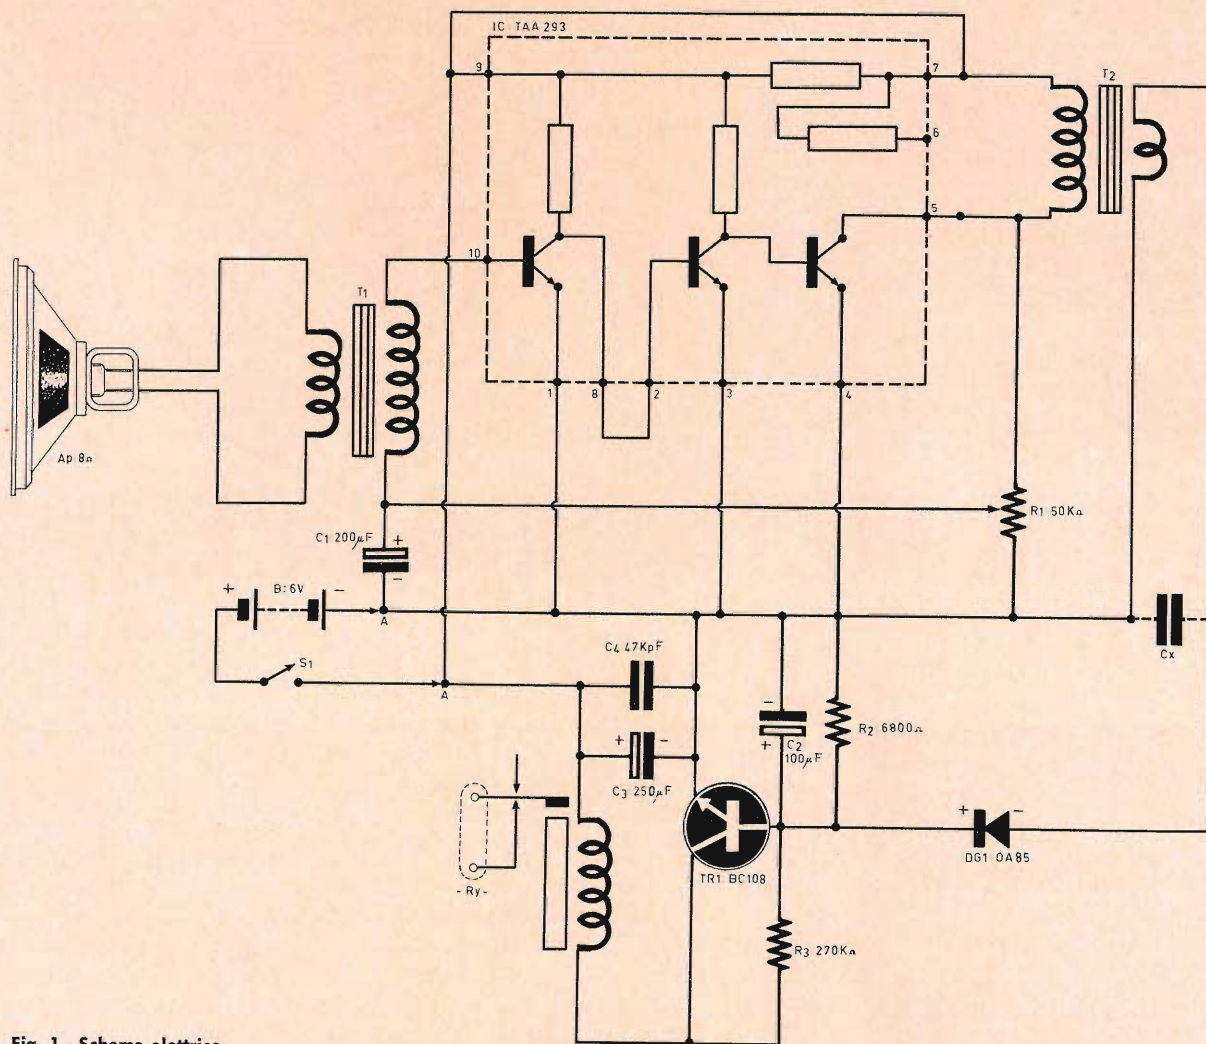 IC TAA 293
9
7
T2
6
5
10
T1
1
8
2
3
4
Ap 8Ω
R1 50KΩ
C1 200µF
+
-
+
B:6V
-
A
S1
A
C4 47KpF
Cx
-
+
C2
100µF
R2 6800Ω
+
-
C3 250µF
+
-
DG1 OA85
TR1 BC108
- Ry -
R3 270KΩ
Fig. 1 - Schema elettrico